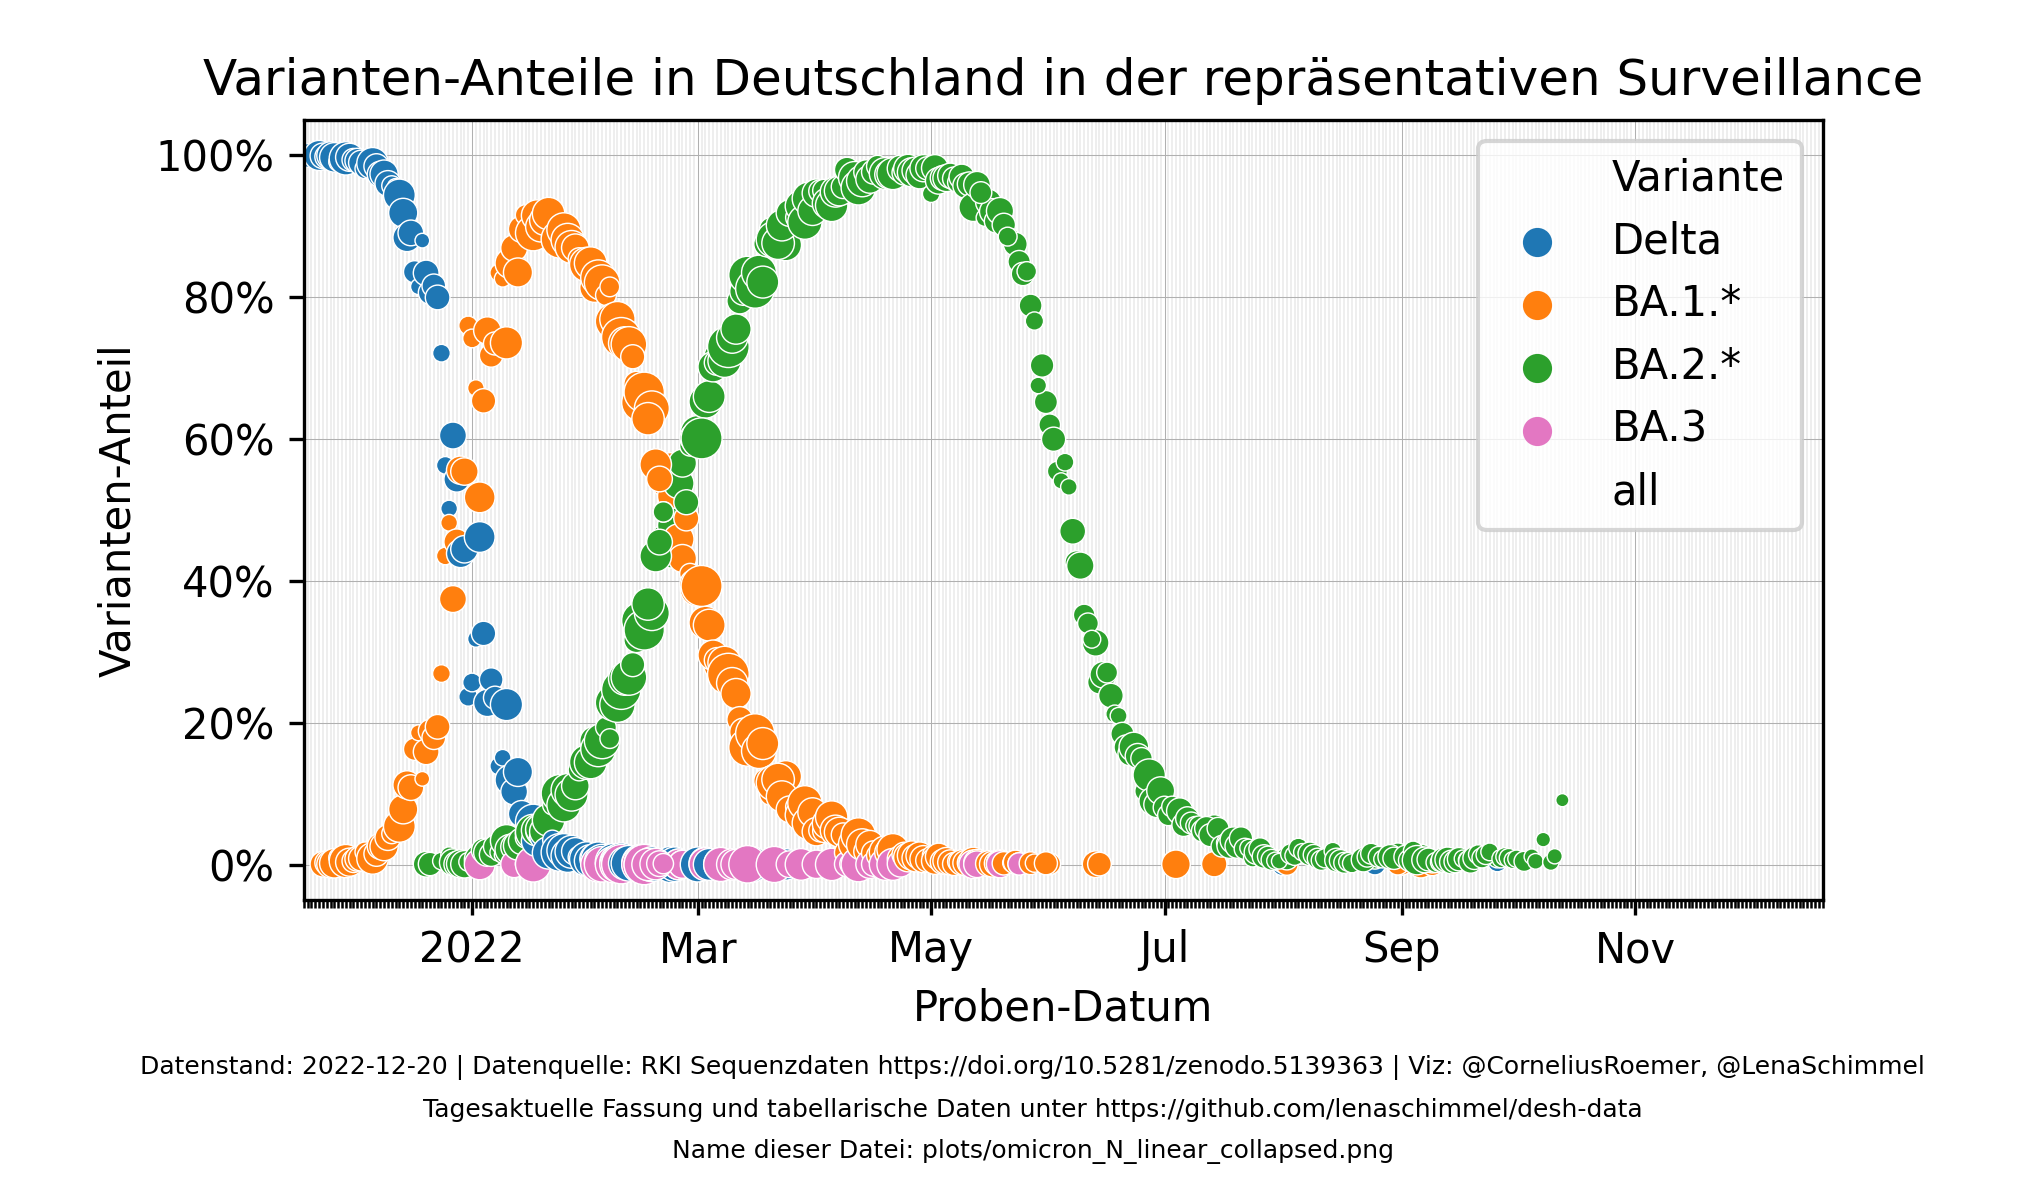 Varianten-Anteile in Deutschland in der repräsentativen Surveillance
Varianten-Anteil
100%
80%
60%
40%
20%
0%
Variante
Delta
BA.1.*
BA.2.*
BA.3
all
2022 Mar May Jul Sep Nov
Proben-Datum
Datenstand: 2022-12-20 | Datenquelle: RKI Sequenzdaten https://doi.org/10.5281/zenodo.5139363 | Viz: @CorneliusRoemer, @LenaSchimmel
Tagesaktuelle Fassung und tabellarische Daten unter https://github.com/lenaschimmel/desh-data
Name dieser Datei: plots/omicron_N_linear_collapsed.png